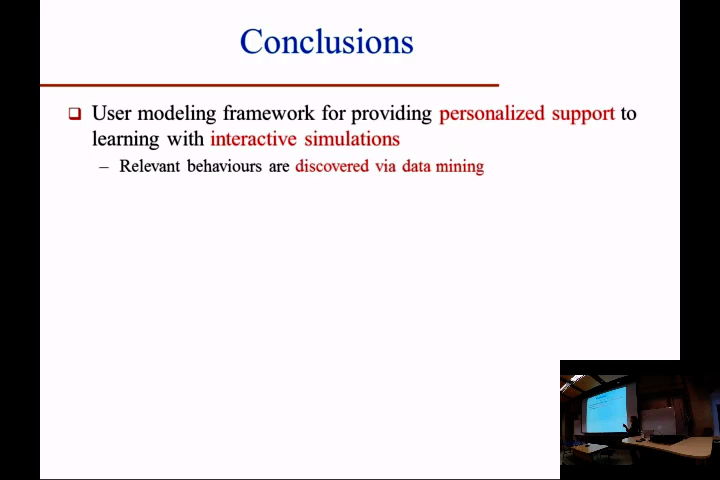 Conclusions
User modeling framework for providing personalized support to
learning with interactive simulations
– Relevant behaviours are discovered via data mining